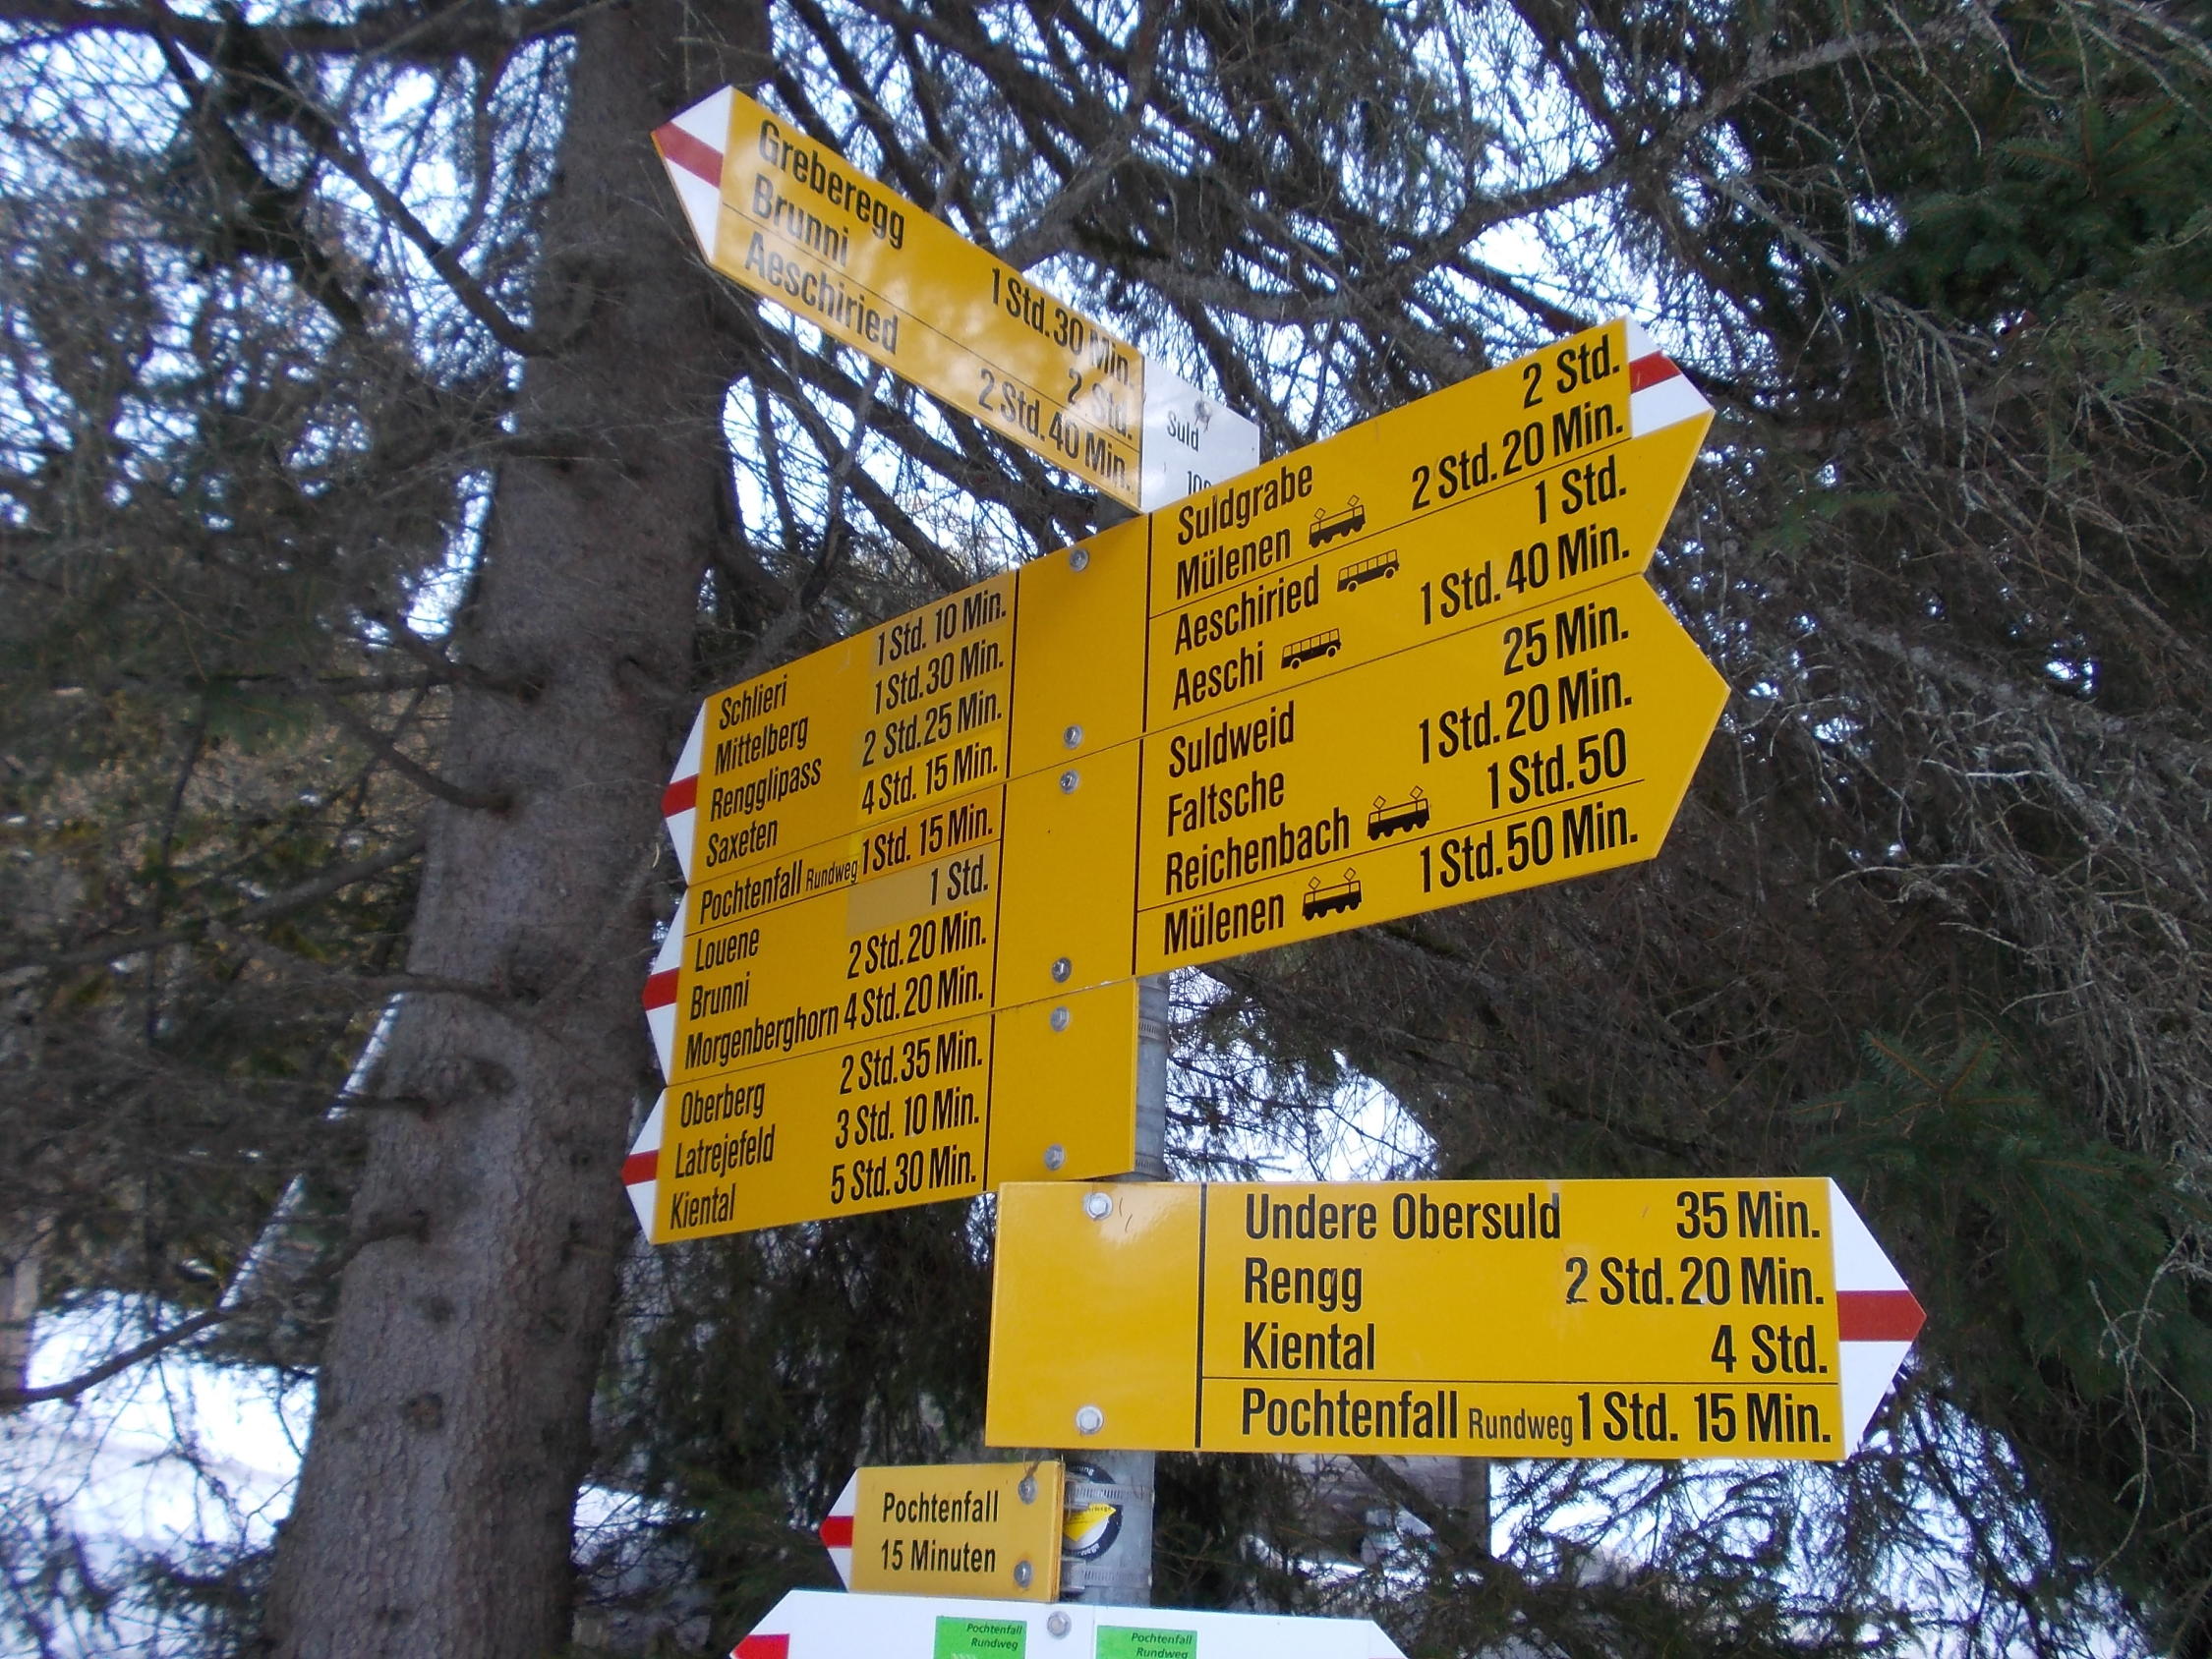 Greberegg 1 Std. 30 Min.
Brunni 2 Std.
Aeschiried 2 Std. 40 Min.
Suld
Suldgrabe 2 Std.
Mülenen 2 Std. 20 Min.
Aeschiried 1 Std.
Aeschi 1 Std. 40 Min.
Suldweid 25 Min.
Faltsche 1 Std. 20 Min.
Reichenbach 1 Std. 50
Mülenen 1 Std. 50 Min.
Schlieri 1 Std. 10 Min.
Mittelberg 1 Std. 30 Min.
Rengglipass 2 Std. 25 Min.
Saxeten 4 Std. 15 Min.
Pochtenfall Rundweg 1 Std. 15 Min.
Louene 1 Std.
Brunni 2 Std. 20 Min.
Morgenberghorn 4 Std. 20 Min.
Oberberg 2 Std. 35 Min.
Latrejefeld 3 Std. 10 Min.
Kiental 5 Std. 30 Min.
Undere Obersuld 35 Min.
Rengg 2 Std. 20 Min.
Kiental 4 Std.
Pochtenfall Rundweg 1 Std. 15 Min.
Pochtenfall
15 Minuten
Pochtenfall
Rundweg
Pochtenfall
Rundweg